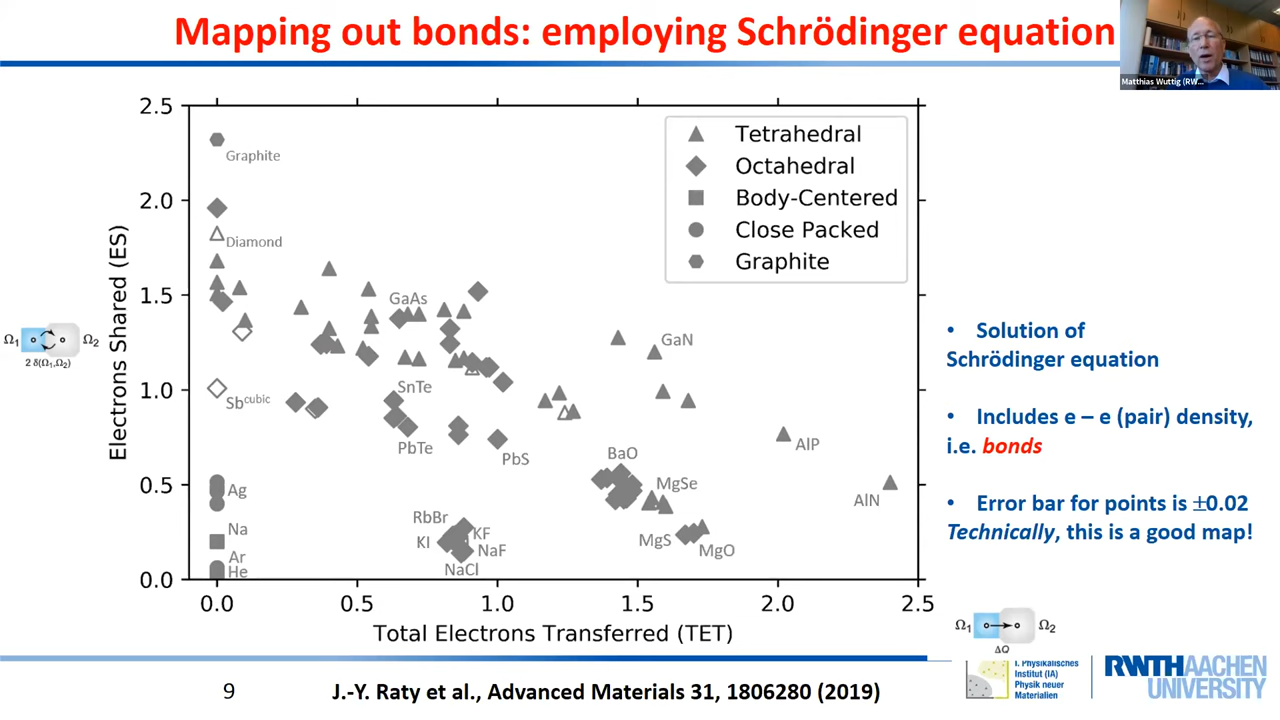 Mapping out bonds: employing Schrödinger equation
Matthias Wuttig (RW...
Electrons Shared (ES)
2.5
2.0
1.5
1.0
0.5
0.0
0.0
0.5
1.0
1.5
2.0
2.5
Total Electrons Transferred (TET)
Tetrahedral
Octahedral
Body-Centered
Close Packed
Graphite
Graphite
Diamond
GaAs
GaN
SnTe
Sbcubic
PbTe
PbS
AlP
BaO
Ag
MgSe
AlN
RbBr
Na
KF
KI
NaF
MgS
MgO
Ar
NaCl
He
Ω1
Ω2
2 δ(Ω1,Ω2)
• Solution of
Schrödinger equation
• Includes e – e (pair) density,
i.e. bonds
• Error bar for points is ±0.02
Technically, this is a good map!
Ω1
Ω2
ΔQ
9
J.-Y. Raty et al., Advanced Materials 31, 1806280 (2019)
I. Physikalisches
Institut (IA)
Physik neuer
Materialien
RWTHAACHEN
UNIVERSITY